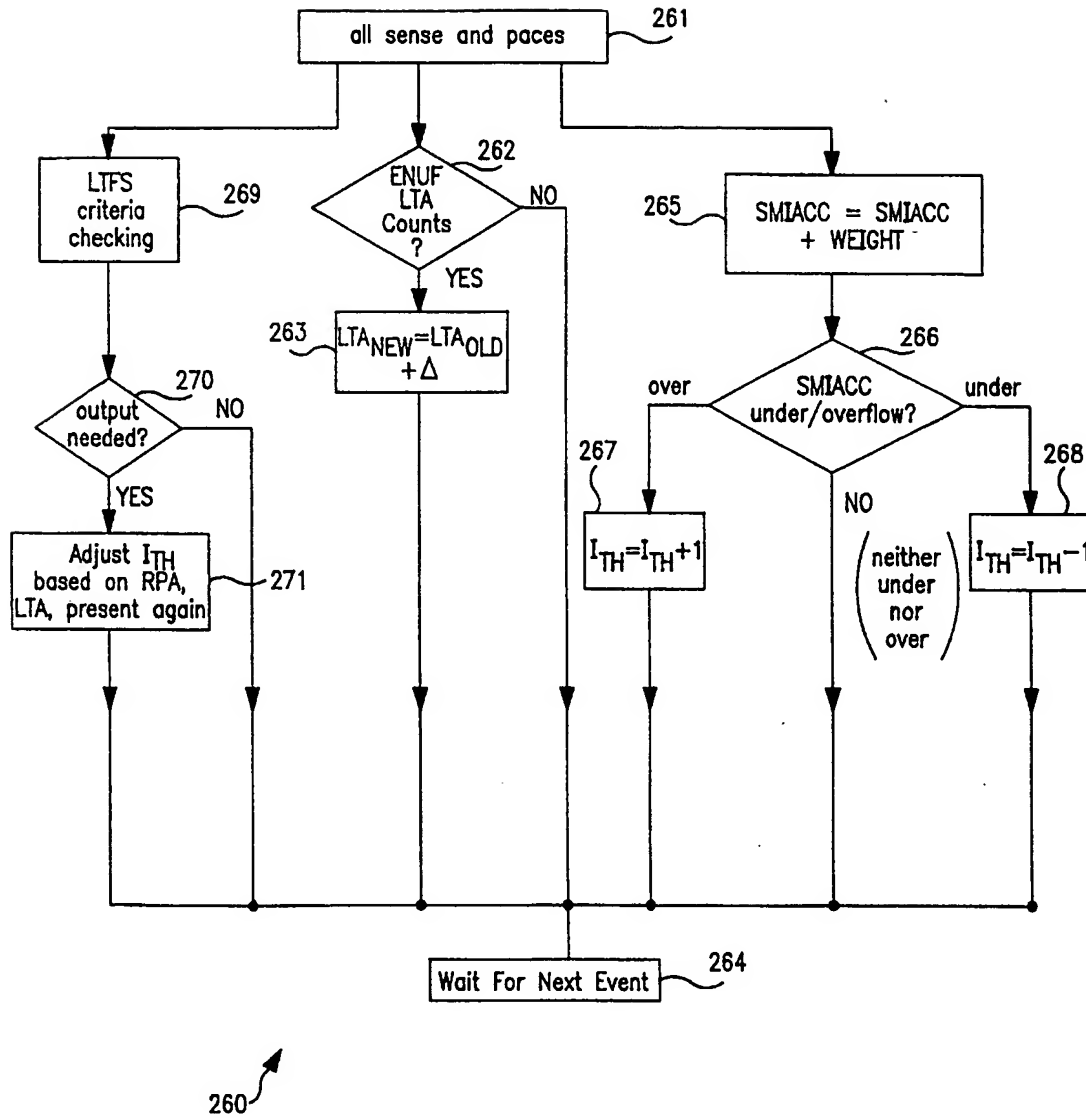 all sense and paces
261
LTFS
criteria
checking
269
ENUF
LTA
Counts
?
262
NO
YES
265
SMIACC = SMIACC
+ WEIGHT
263
LTA_NEW=LTA_OLD
+Δ
270
output
needed?
NO
YES
266
SMIACC
under/overflow?
over
under
NO
267
I_TH=I_TH+1
268
I_TH=I_TH-1
(neither
under
nor
over)
Adjust I_TH
based on RPA,
LTA, present again
271
Wait For Next Event
264
260